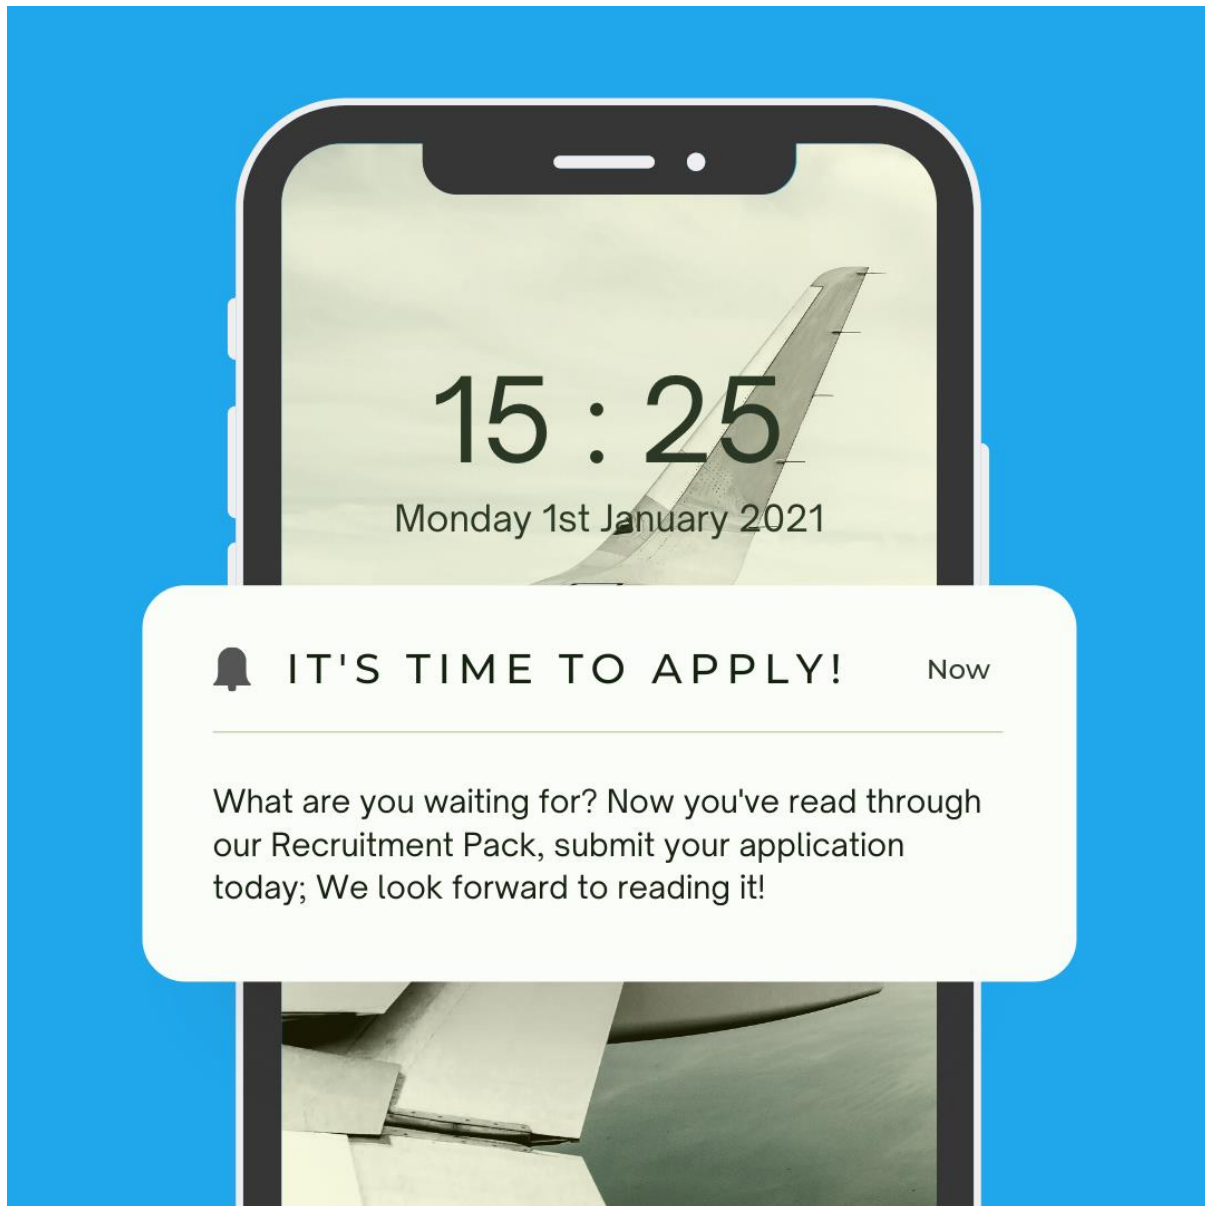 15 : 25
Monday 1st January 2021
IT'S TIME TO APPLY!
Now
What are you waiting for? Now you've read through
our Recruitment Pack, submit your application
today; We look forward to reading it!